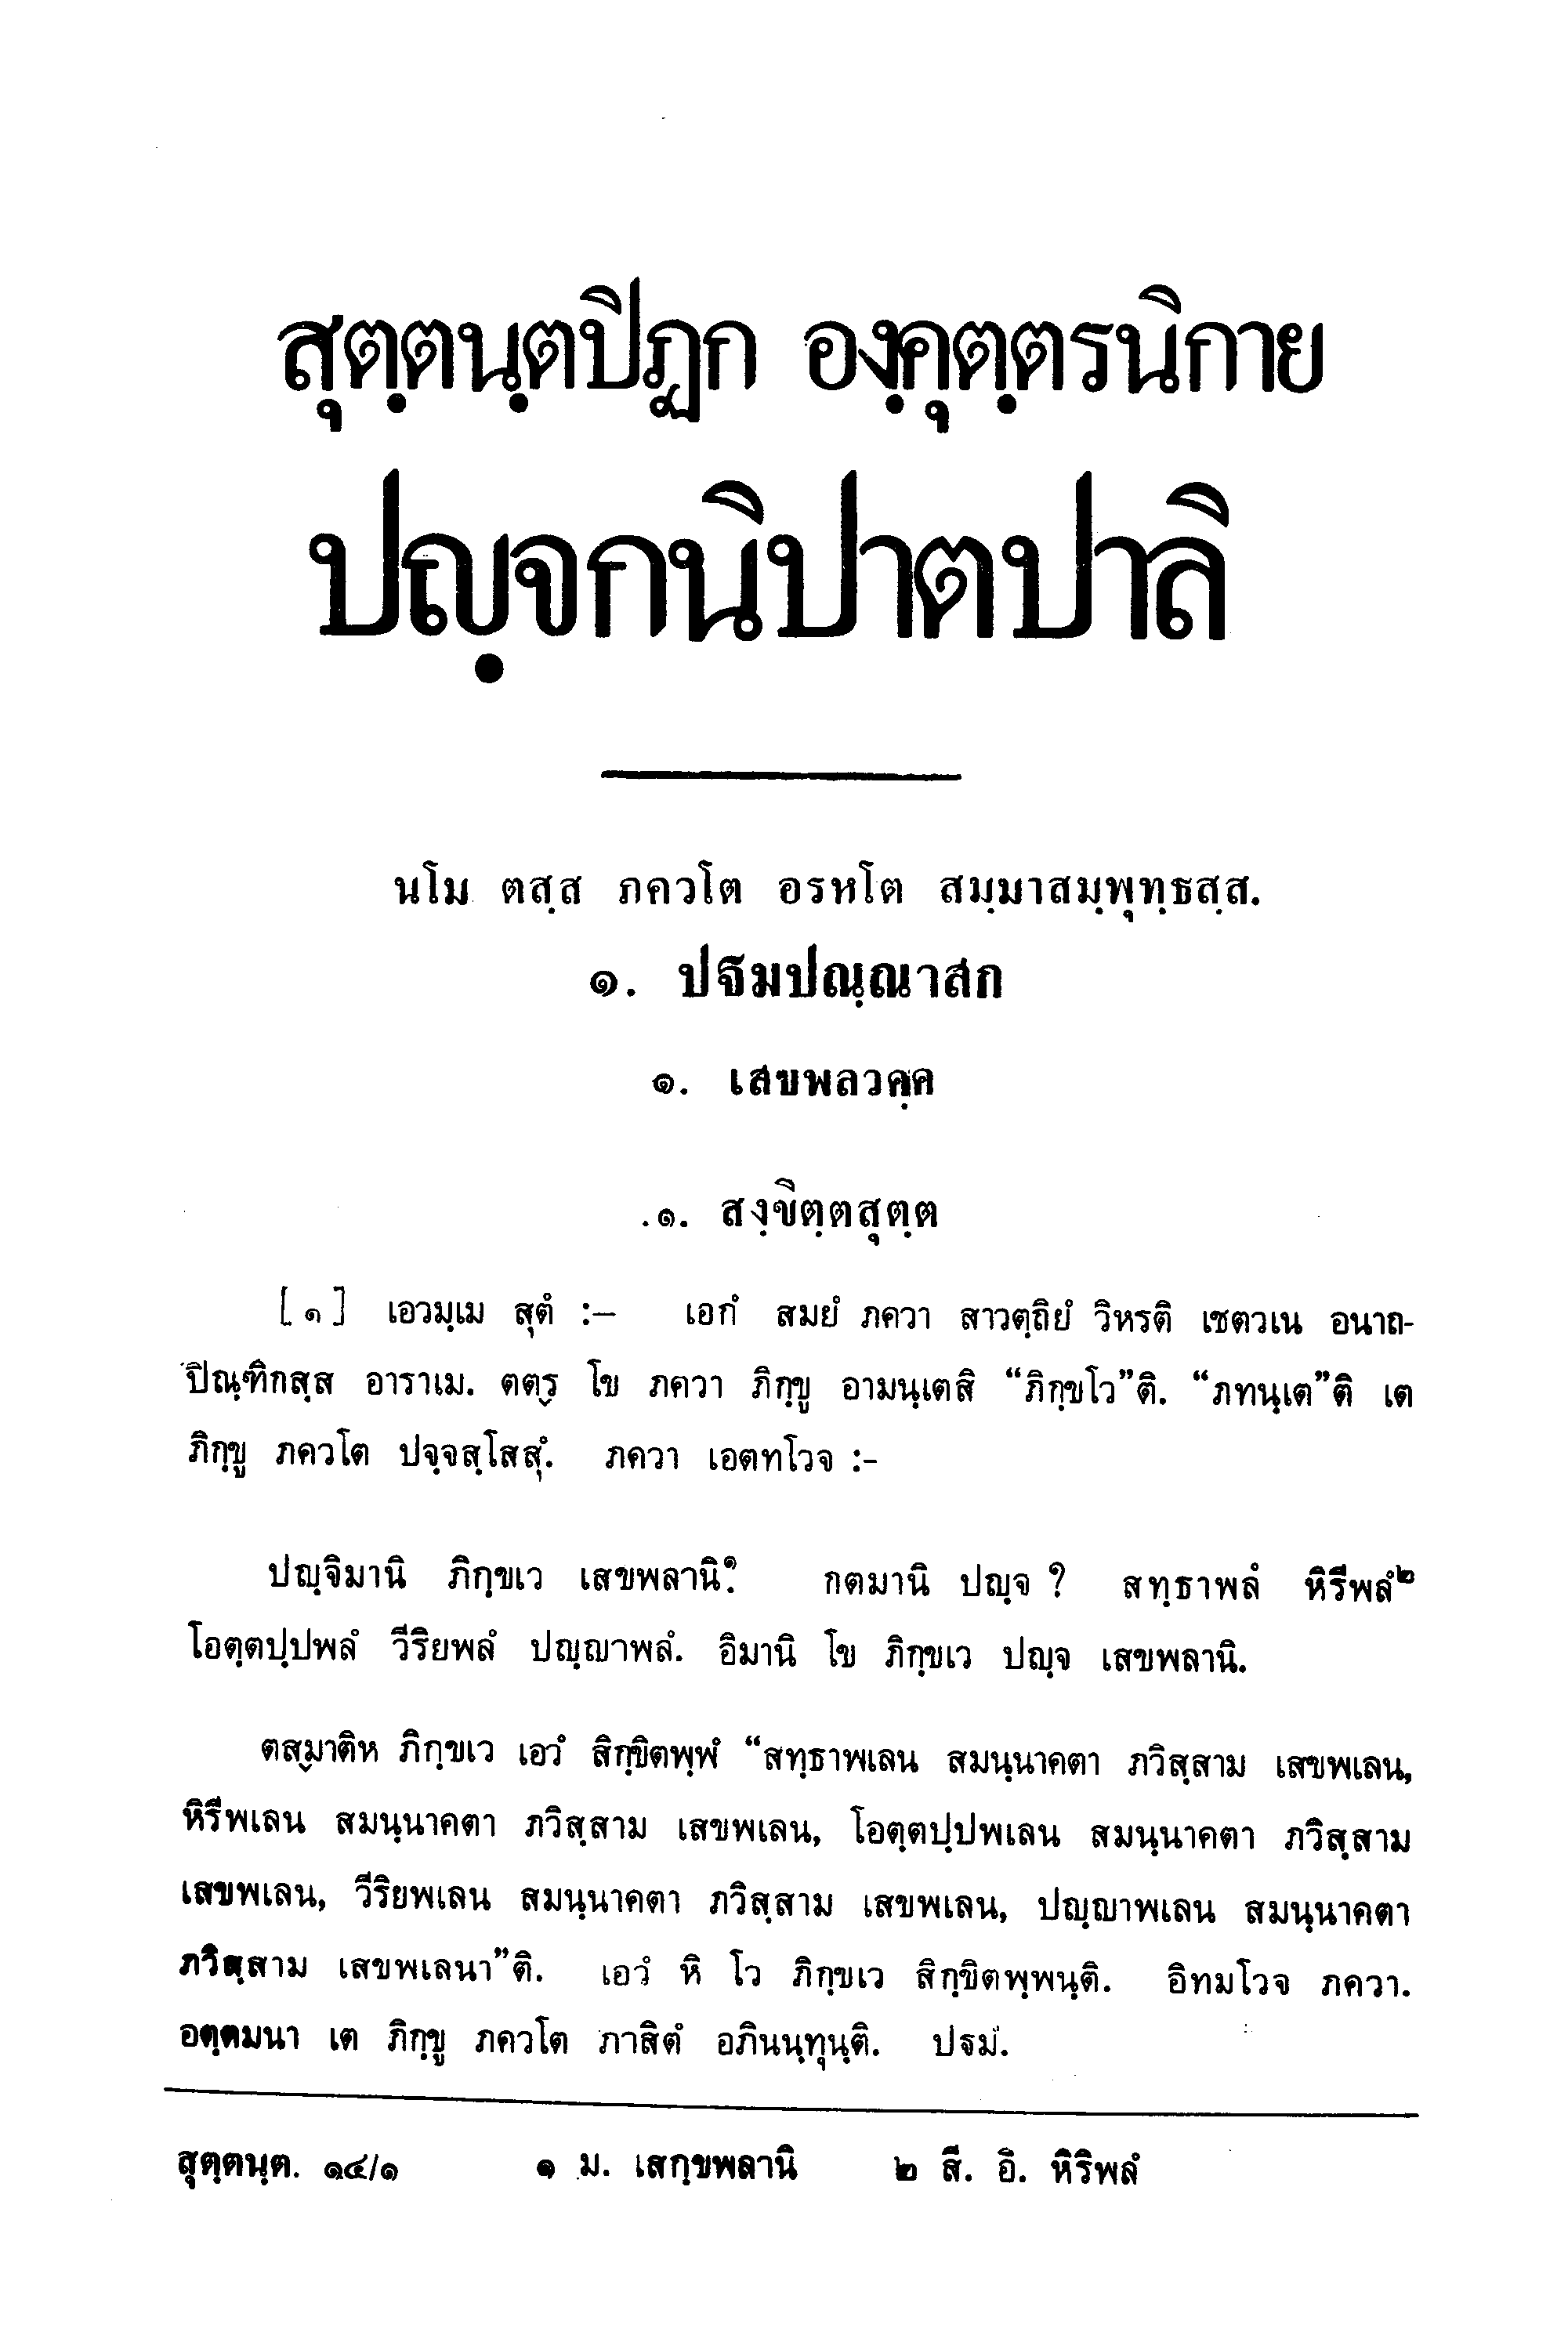 สุตฺตนฺตปิฏก องฺคุตฺตรนิกาย
ปญฺจกนิปาตปาลิ
นโม ตสฺส ภควโต อรหโต สมฺมาสมฺพุทฺธสฺส.
๑. ปฐมปณฺณาสก
๑. เสขพลวคฺค
๑. สงฺขิตฺตสุตฺต
[๑] เอวมฺเม สุตํ :– เอกํ สมยํ ภควา สาวตฺถิยํ วิหรติ เชตวเน อนาถ-
ปิณฺฑิกสฺส อาราเม. ตตฺร โข ภควา ภิกฺขู อามนฺเตสิ “ภิกฺขโว”ติ. “ภทนฺเต”ติ เต
ภิกฺขู ภควโต ปจฺจสฺโสสุํ. ภควา เอตทโวจ :-
ปญฺจิมานิ ภิกฺขเว เสขพลานิ๑. กตมานิ ปญฺจ ? สทฺธาพลํ หิรีพลํ๒
โอตฺตปฺปพลํ วีริยพลํ ปญฺญาพลํ. อิมานิ โข ภิกฺขเว ปญฺจ เสขพลานิ.
ตสฺมาติห ภิกฺขเว เอวํ สิกฺขิตพฺพํ “สทฺธาพเลน สมนฺนาคตา ภวิสฺสาม เสขพเลน,
หิรีพเลน สมนฺนาคตา ภวิสฺสาม เสขพเลน, โอตฺตปฺปพเลน สมนฺนาคตา ภวิสฺสาม
เสขพเลน, วีริยพเลน สมนฺนาคตา ภวิสฺสาม เสขพเลน, ปญฺญาพเลน สมนฺนาคตา
ภวิสฺสาม เสขพเลนา”ติ. เอวํ หิ โว ภิกฺขเว สิกฺขิตพฺพนฺติ. อิทมโวจ ภควา.
อตฺตมนา เต ภิกฺขู ภควโต ภาสิตํ อภินนฺทุนฺติ. ปฐมํ.
สุตฺตนฺต. ๑๔/๑ ๑ ม. เสกฺขพลานิ ๒ สี. อิ. หิริพลํ